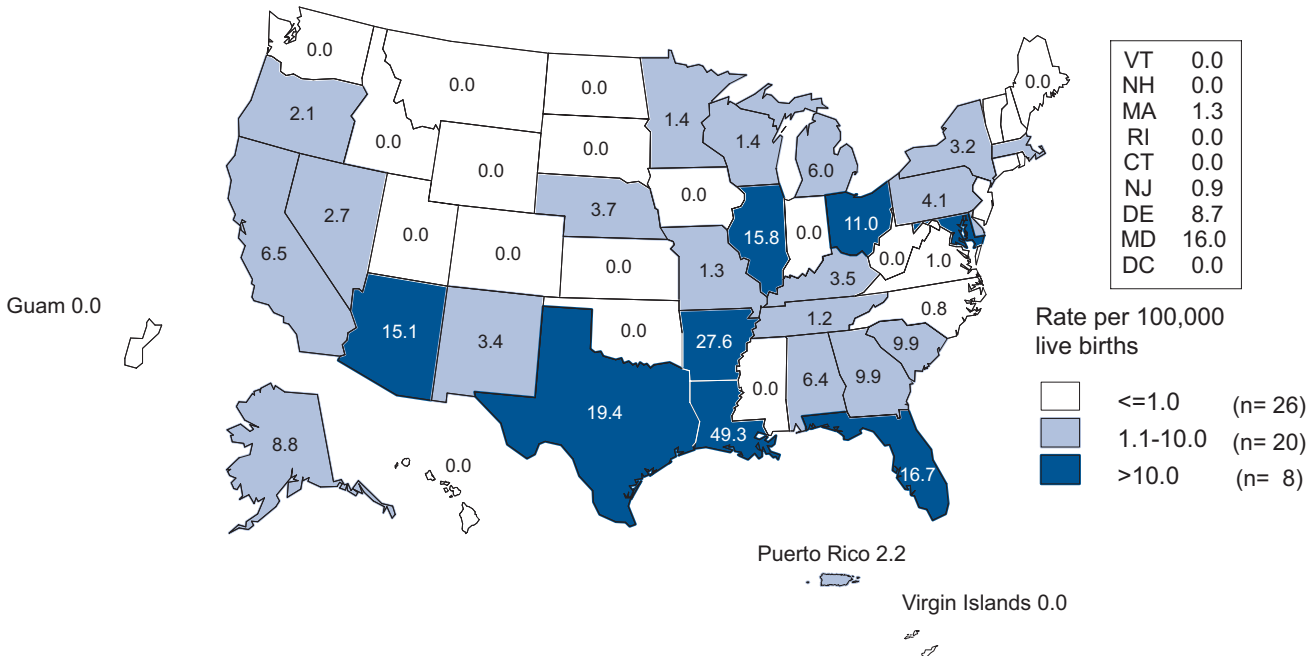 0.0
0.0
0.0
0.0
2.1
1.4
1.4
6.0
3.2
0.0
0.0
0.0
0.0
3.7
0.0
4.1
2.7
0.0
0.0
0.0
15.8
0.0
11.0
0.0
1.0
6.5
1.3
3.5
15.1
3.4
0.0
27.6
1.2
0.8
9.9
19.4
49.3
0.0
6.4
9.9
16.7
8.8
0.0
VT 0.0
NH 0.0
MA 1.3
RI 0.0
CT 0.0
NJ 0.9
DE 8.7
MD 16.0
DC 0.0
Guam 0.0
Rate per 100,000
live births
<=1.0 (n= 26)
1.1-10.0 (n= 20)
>10.0 (n= 8)
Puerto Rico 2.2
Virgin Islands 0.0